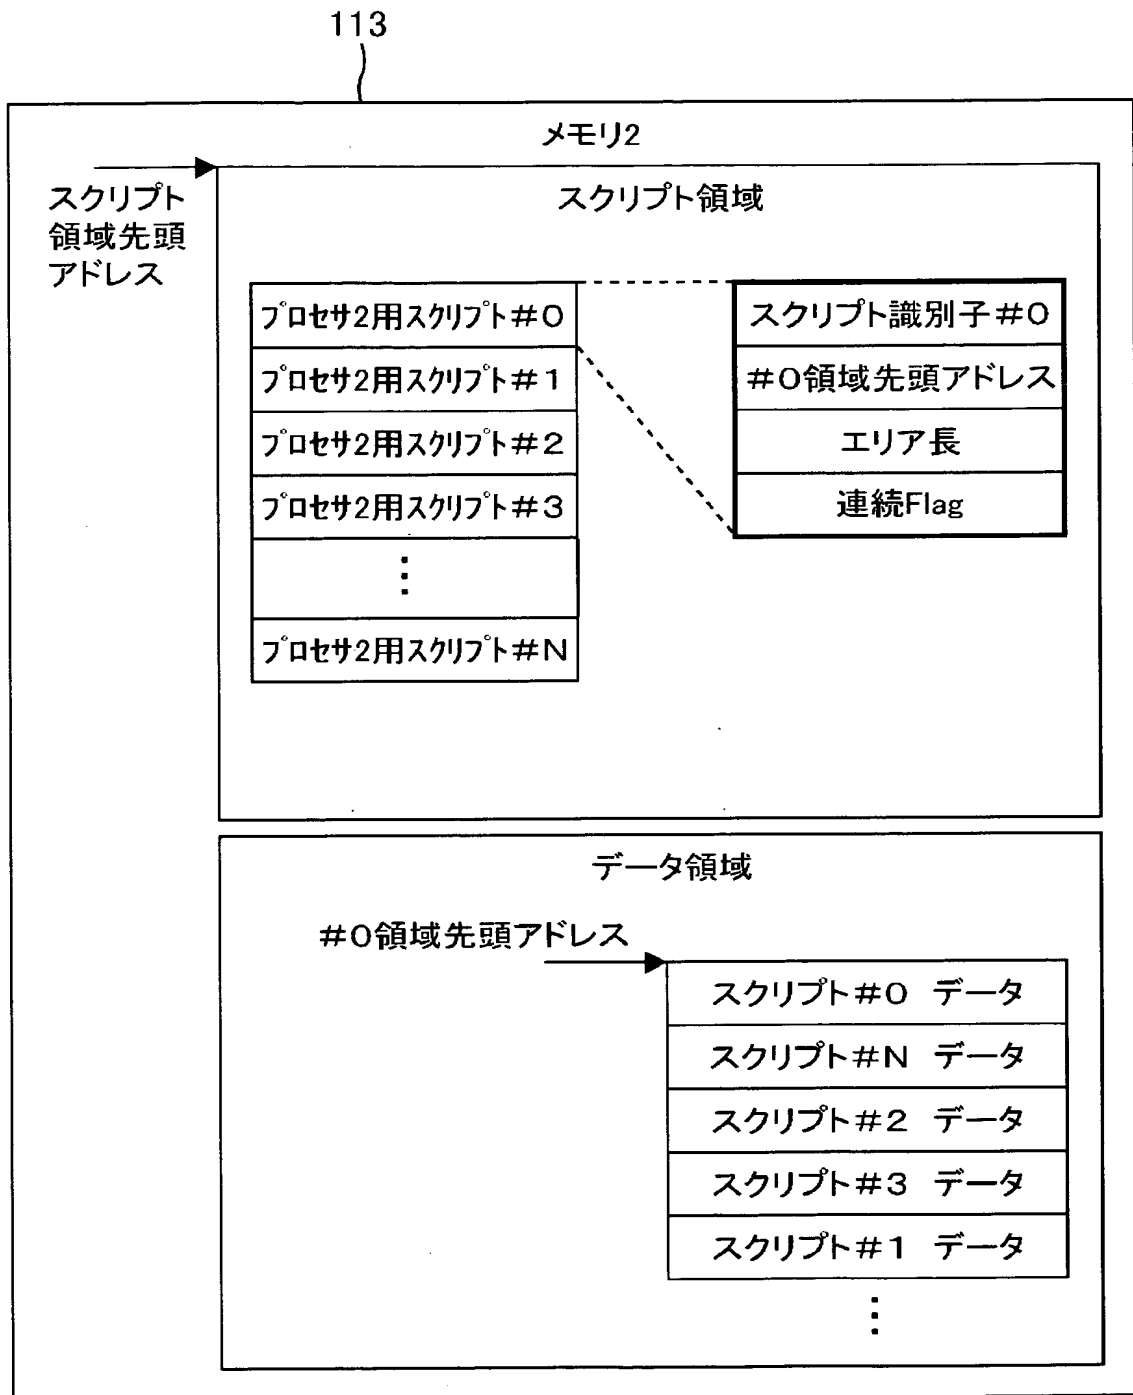 113
メモリ2
スクリプト
領域先頭
アドレス
スクリプト領域
プロセサ2用スクリプト#0
プロセサ2用スクリプト#1
プロセサ2用スクリプト#2
プロセサ2用スクリプト#3
⋮
プロセサ2用スクリプト#N
スクリプト識別子#0
#0領域先頭アドレス
エリア長
連続Flag
データ領域
#0領域先頭アドレス
スクリプト#0 データ
スクリプト#N データ
スクリプト#2 データ
スクリプト#3 データ
スクリプト#1 データ
⋮